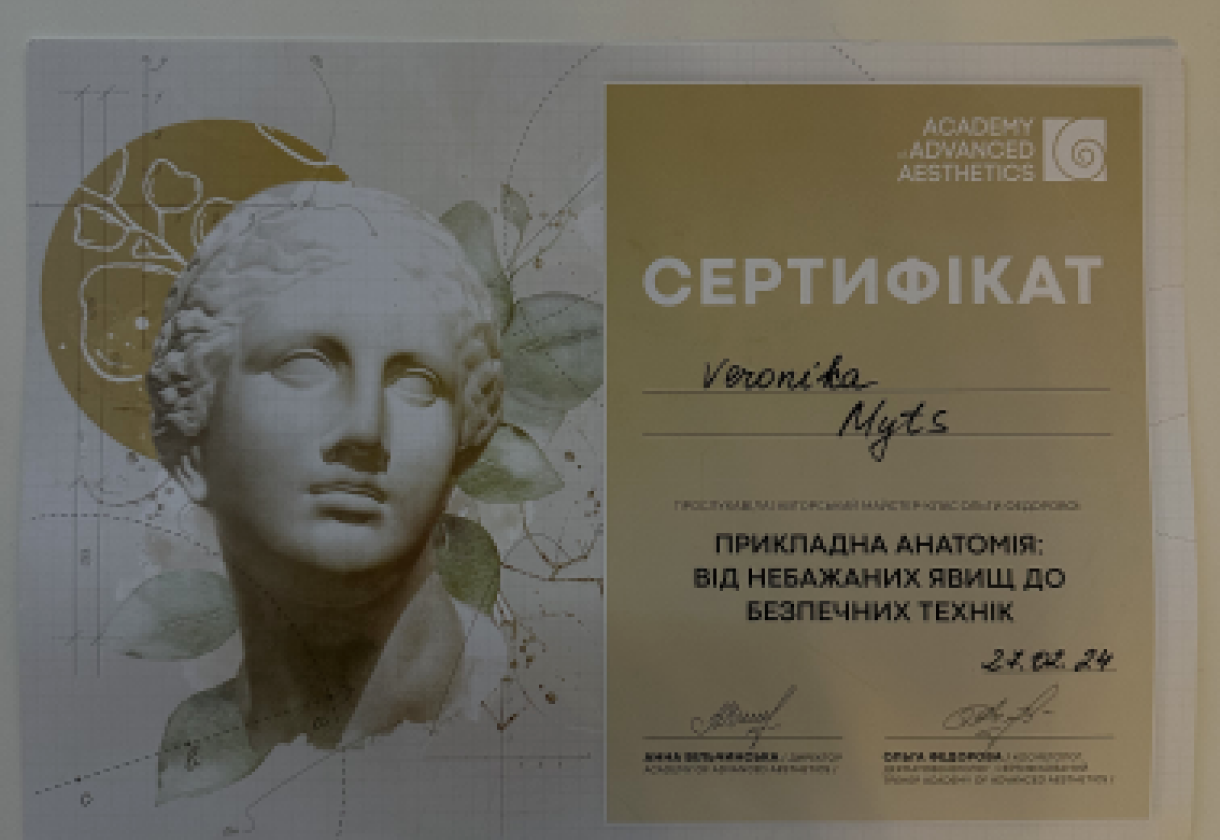 ACADEMY
of ADVANCED
AESTHETICS
СЕРТИФІКАТ
Veronika
Myts
ПРОСЛУХАВ(ЛА) АВТОРСЬКИЙ МАЙСТЕР-КЛАС ОЛЬГИ ФЕДОРОВОЇ
ПРИКЛАДНА АНАТОМІЯ:
ВІД НЕБАЖАНИХ ЯВИЩ ДО
БЕЗПЕЧНИХ ТЕХНІК
27.02.24
АННА ВЕЛЬЧИНСЬКА / ДИРЕКТОР
ACADEMY OF ADVANCED AESTHETICS /
ОЛЬГА ФЕДОРОВА /
ТРЕНЕР ACADEMY OF ADVANCED AESTHETICS /